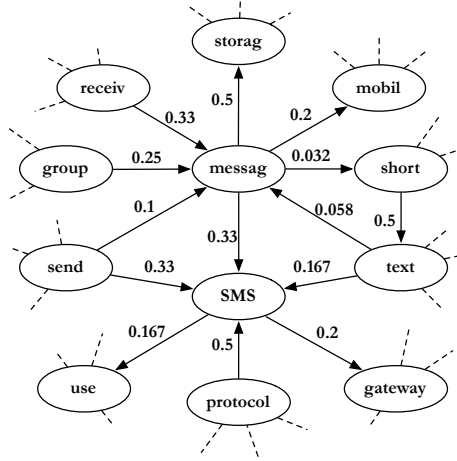 storag
receiv
mobil
0.5
0.2
0.33
group
0.25
messag
0.032
short
0.1
0.058
0.33
0.5
send
0.33
0.167
text
SMS
0.167
0.2
0.5
use
protocol
gateway